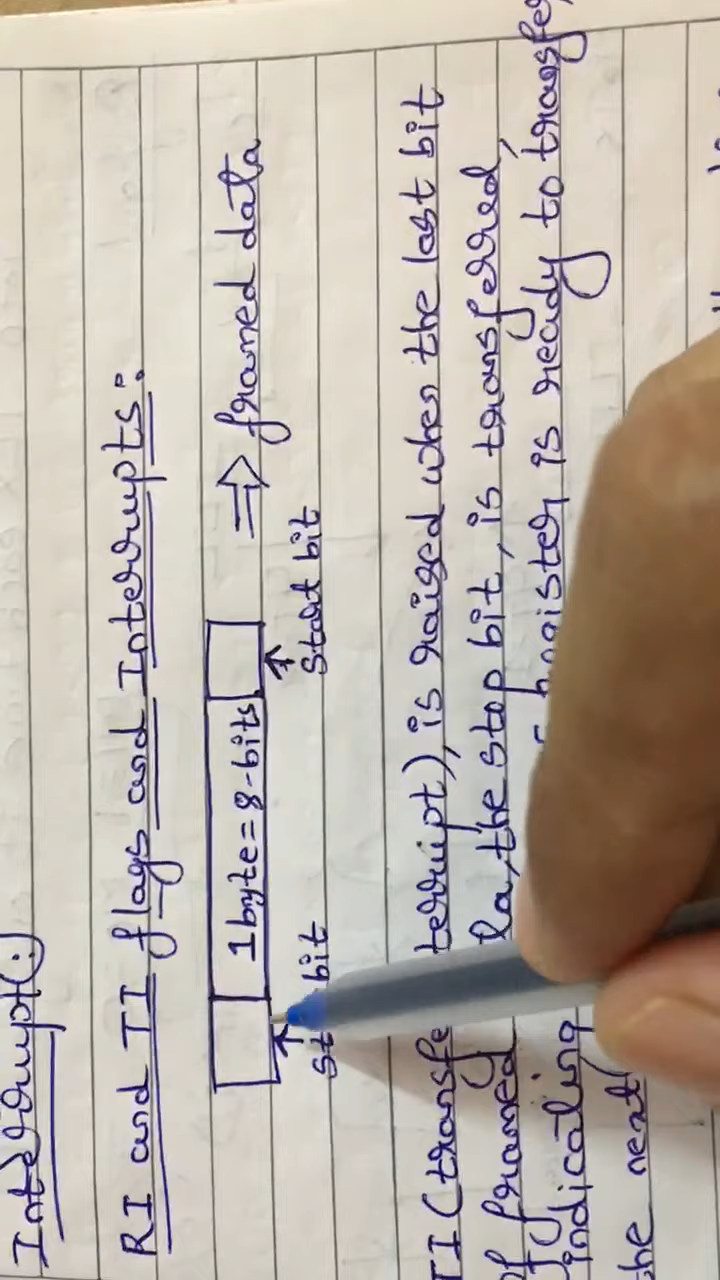 Interrupt(:)
RI and TI flags and Interrupts:
1 byte = 8-bits ⇒ framed data
bit Start bit
TI (transfe terrupt), is raised when the last bit
of framed , the stop bit, is transferred,
indicating register is ready to transfer
the next